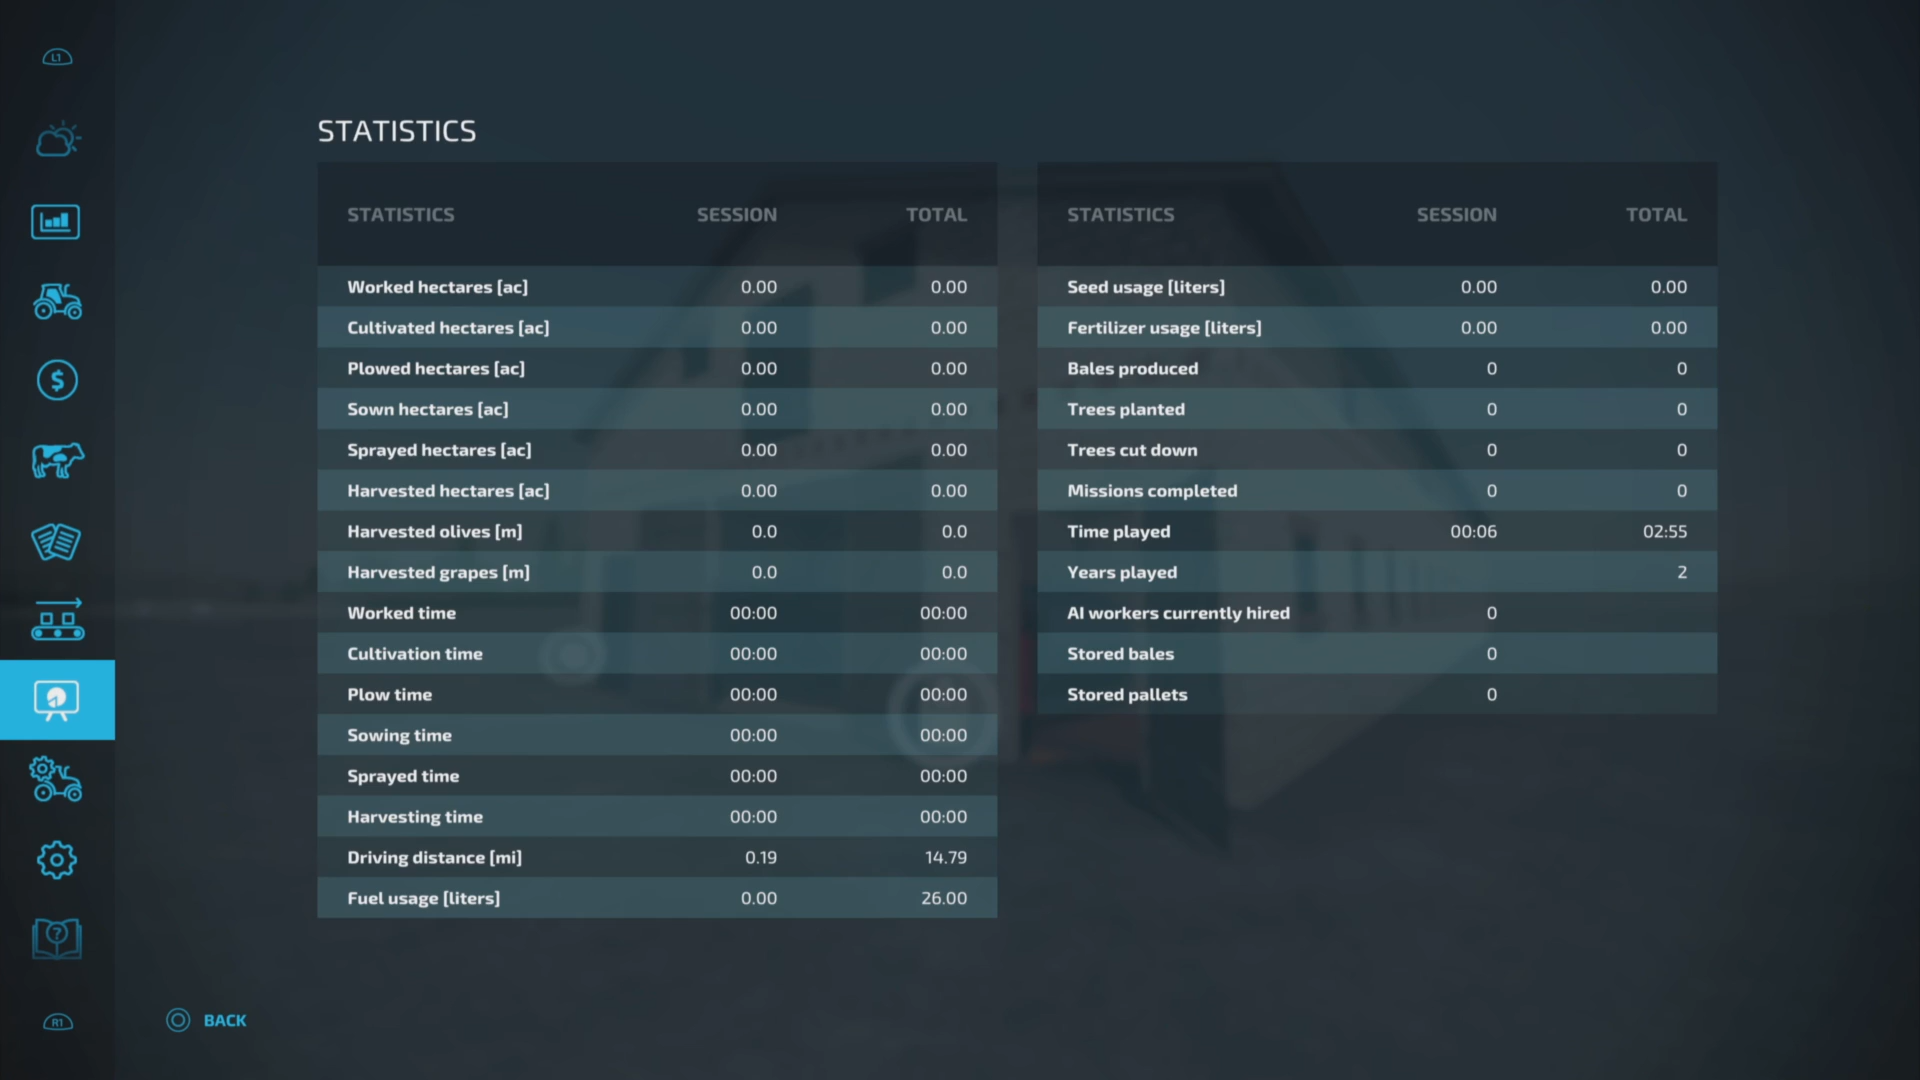 L1
STATISTICS
STATISTICS SESSION TOTAL
Worked hectares [ac] 0.00 0.00
Cultivated hectares [ac] 0.00 0.00
Plowed hectares [ac] 0.00 0.00
Sown hectares [ac] 0.00 0.00
Sprayed hectares [ac] 0.00 0.00
Harvested hectares [ac] 0.00 0.00
Harvested olives [m] 0.0 0.0
Harvested grapes [m] 0.0 0.0
Worked time 00:00 00:00
Cultivation time 00:00 00:00
Plow time 00:00 00:00
Sowing time 00:00 00:00
Sprayed time 00:00 00:00
Harvesting time 00:00 00:00
Driving distance [mi] 0.19 14.79
Fuel usage [liters] 0.00 26.00
STATISTICS SESSION TOTAL
Seed usage [liters] 0.00 0.00
Fertilizer usage [liters] 0.00 0.00
Bales produced 0 0
Trees planted 0 0
Trees cut down 0 0
Missions completed 0 0
Time played 00:06 02:55
Years played 2
AI workers currently hired 0
Stored bales 0
Stored pallets 0
R1
BACK